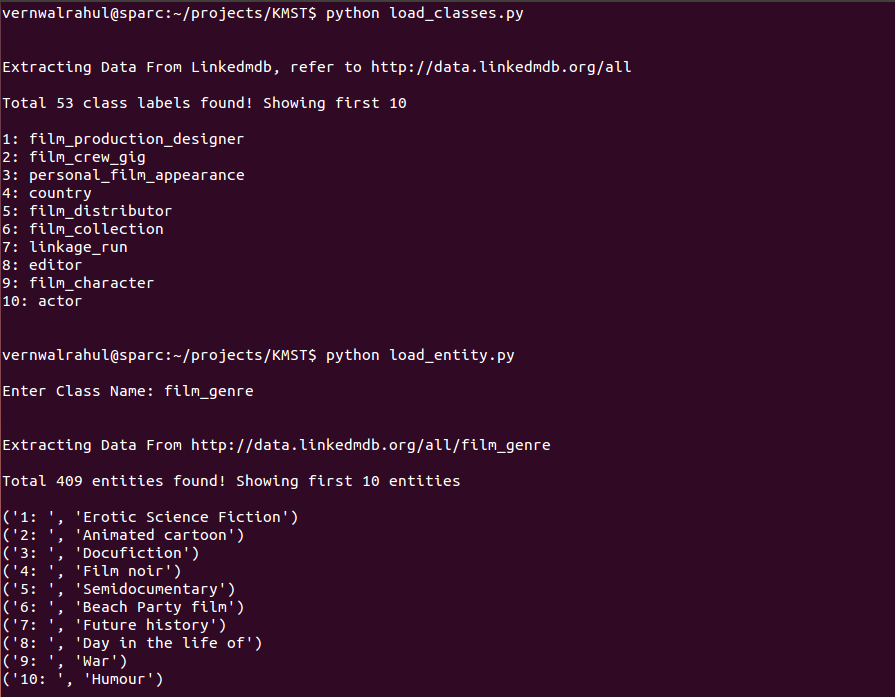 vernwalrahul@sparc:~/projects/KMST$ python load_classes.py
Extracting Data From Linkedmdb, refer to http://data.linkedmdb.org/all
Total 53 class labels found! Showing first 10
1: film_production_designer
2: film_crew_gig
3: personal_film_appearance
4: country
5: film_distributor
6: film_collection
7: linkage_run
8: editor
9: film_character
10: actor
vernwalrahul@sparc:~/projects/KMST$ python load_entity.py
Enter Class Name: film_genre
Extracting Data From http://data.linkedmdb.org/all/film_genre
Total 409 entities found! Showing first 10 entities
('1: ', 'Erotic Science Fiction')
('2: ', 'Animated cartoon')
('3: ', 'Docufiction')
('4: ', 'Film noir')
('5: ', 'Semidocumentary')
('6: ', 'Beach Party film')
('7: ', 'Future history')
('8: ', 'Day in the life of')
('9: ', 'War')
('10: ', 'Humour')